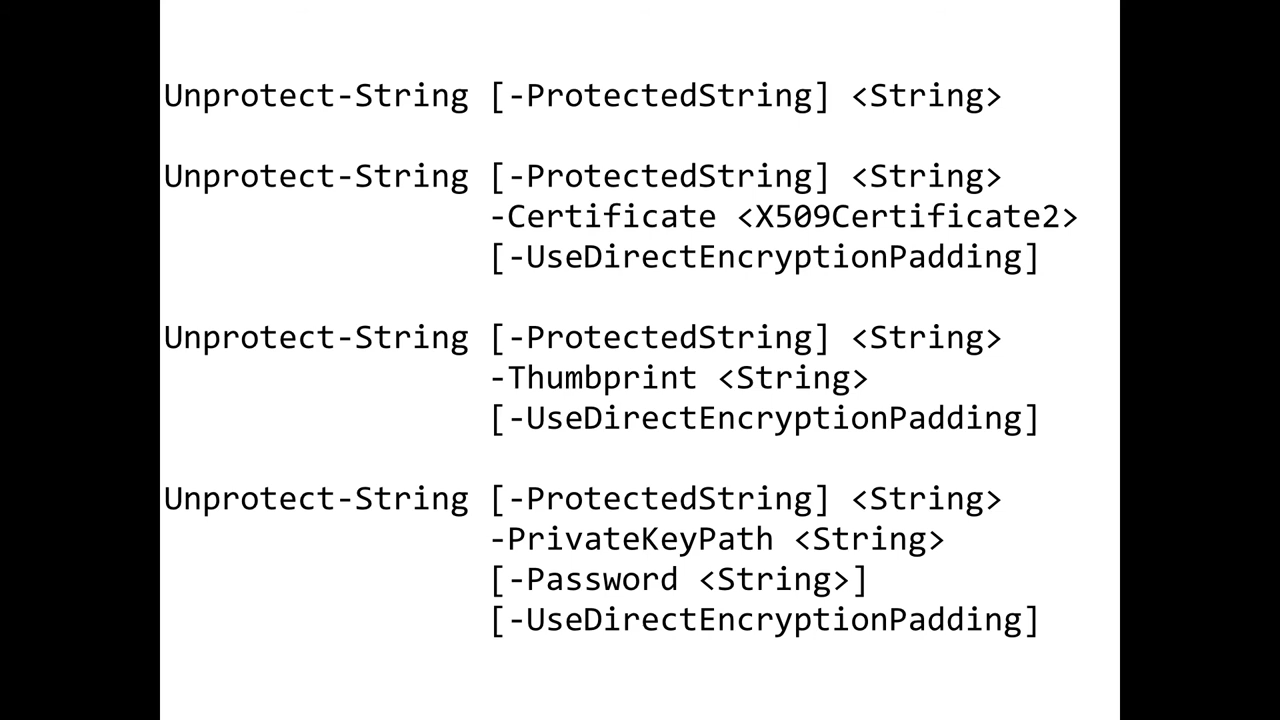 Unprotect-String [-ProtectedString] <String>
Unprotect-String [-ProtectedString] <String>
-Certificate <X509Certificate2>
[-UseDirectEncryptionPadding]
Unprotect-String [-ProtectedString] <String>
-Thumbprint <String>
[-UseDirectEncryptionPadding]
Unprotect-String [-ProtectedString] <String>
-PrivateKeyPath <String>
[-Password <String>]
[-UseDirectEncryptionPadding]